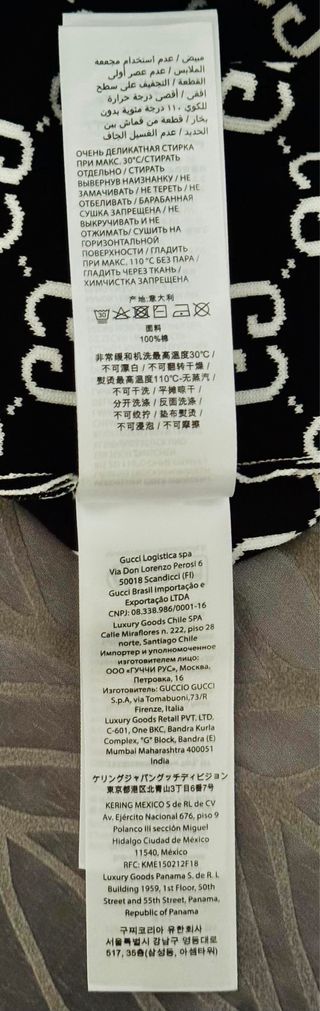 مبيض / عدم استخدام مجففه
الملابس / عدم عصر أولي
القطعة / التجفيف على سطح
أفقي / أقصى درجة حرارة
للكوي ١١٠ درجة مئوية بدون
بخار / قطعة من قماش بين
الحديد / عدم الغسيل الجاف
ОЧЕНЬ ДЕЛИКАТНАЯ СТИРКА
ПРИ МАКС. 30°C/СТИРАТЬ
ОТДЕЛЬНО / СТИРАТЬ
ВЫВЕРНУВ НАИЗНАНКУ / НЕ
ЗАМАЧИВАТЬ / НЕ ТЕРЕТЬ / НЕ
ОТБЕЛИВАТЬ / БАРАБАННАЯ
СУШКА ЗАПРЕЩЕНА / НЕ
ВЫКРУЧИВАТЬ И НЕ
ОТЖИМАТЬ/ СУШИТЬ НА
ГОРИЗОНТАЛЬНОЙ
ПОВЕРХНОСТИ / ГЛАДИТЬ
ПРИ МАКС. 110 °C БЕЗ ПАРА /
ГЛАДИТЬ ЧЕРЕЗ ТКАНЬ /
ХИМЧИСТКА ЗАПРЕЩЕНА
产地:意大利
30
面料
100%棉
非常缓和机洗最高温度30°C /
不可漂白 / 不可翻转干燥 /
熨烫最高温度110°C-无蒸汽 /
不可干洗 / 平摊晾干 /
分开洗涤 / 反面洗涤 /
不可绞拧 / 垫布熨烫 /
不可浸泡 / 不可摩擦
Gucci Logistica spa
Via Don Lorenzo Perosi 6
50018 Scandicci (FI)
Gucci Brasil importação e
Exportação LTDA
CNPJ: 08.338.986/0001-16
Luxury Goods Chile SPA
Calle Miraflores n. 222, piso 28
norte, Santiago Chile
Импортер и уполномоченное
изготовителем лицо:
ООО «ГУЧЧИ РУС», Москва,
Петровка, 16
Изготовитель: GUCCIO GUCCI
S.p.A, via Tornabuoni,73/R
Firenze, Italia
Luxury Goods Retail PVT. LTD.
C-601, One BKC, Bandra Kurla
Complex, "G" Block, Bandra (E)
Mumbai Maharashtra 400051
India
ケリングジャパングッチディビジョン
東京都港区北青山3丁目6番7号
KERING MEXICO S de RL de CV
Av. Ejército Nacional 676, piso 9
Polanco III sección Miguel
Hidalgo Ciudad de México
11540, México
RFC: KME150212F18
Luxury Goods Panama S. de R. L
Building 1959, 1st Floor, 50th
Street and 55th Street, Panama,
Republic of Panama
구찌코리아 유한회사
서울특별시 강남구 영동대로
517, 35층(삼성동, 아셈타워)